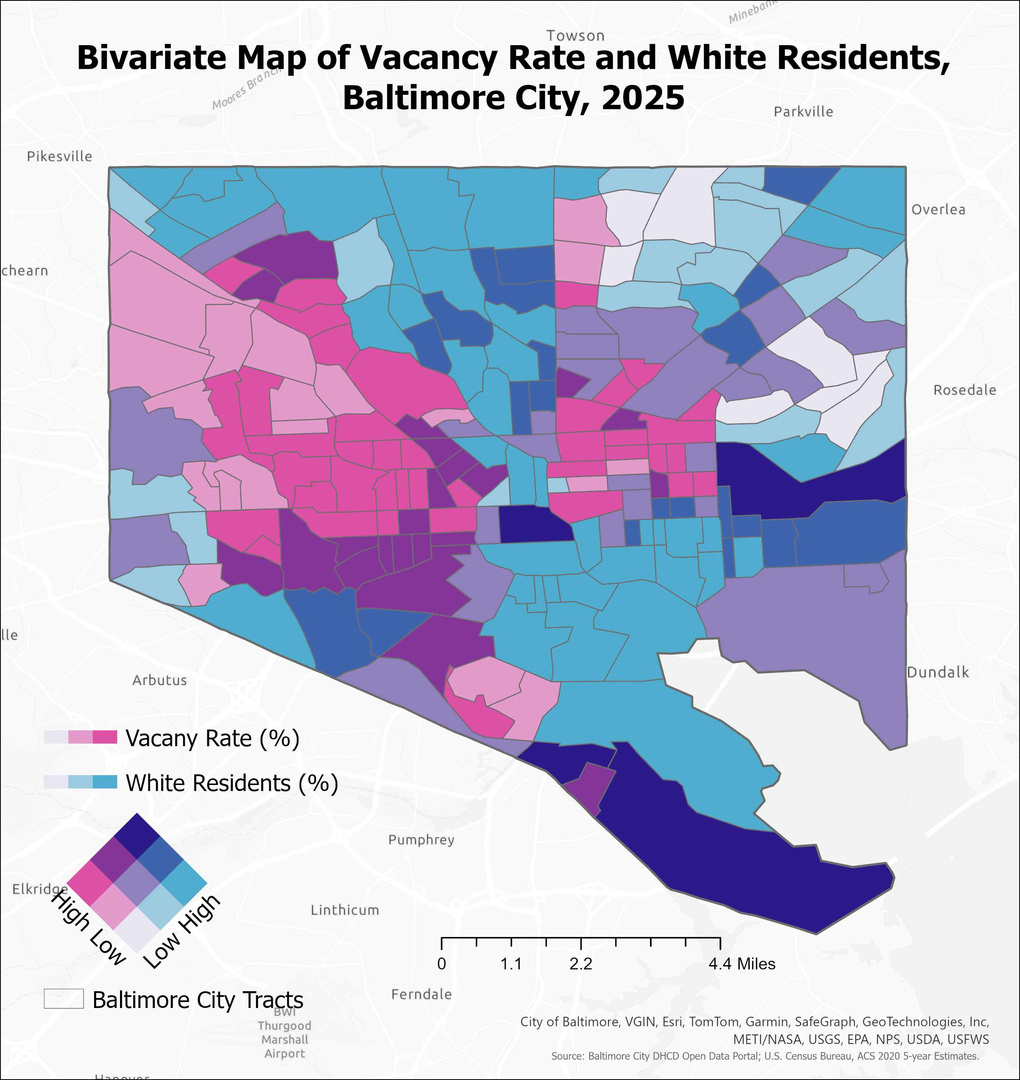 Minebank
Towson
Bivariate Map of Vacancy Rate and White Residents,
Baltimore City, 2025
Moores Branch
Parkville
Pikesville
Overlea
chearn
Rosedale
lle
Arbutus
Dundalk
Vacany Rate (%)
White Residents (%)
Pumphrey
Elkridge
High Low
Low High
Linthicum
0 1.1 2.2 4.4 Miles
Ferndale
Baltimore City Tracts
BWI
Thurgood
Marshall
Airport
City of Baltimore, VGIN, Esri, TomTom, Garmin, SafeGraph, GeoTechnologies, Inc,
METI/NASA, USGS, EPA, NPS, USDA, USFWS
Source: Baltimore City DHCD Open Data Portal; U.S. Census Bureau, ACS 2020 5-year Estimates.